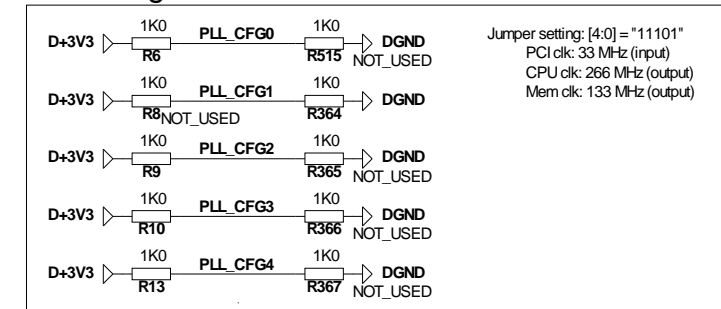 1K0 PLL_CFG0 1K0
D+3V3 DGND
R6 R515 NOT_USED
1K0 PLL_CFG1 1K0
D+3V3 DGND
R8 NOT_USED R364
1K0 PLL_CFG2 1K0
D+3V3 DGND
R9 R365 NOT_USED
1K0 PLL_CFG3 1K0
D+3V3 DGND
R10 R366 NOT_USED
1K0 PLL_CFG4 1K0
D+3V3 DGND
R13 R367 NOT_USED
Jumper setting: [4:0] = "11101"
PCI clk: 33 MHz (input)
CPU clk: 266 MHz (output)
Mem clk: 133 MHz (output)